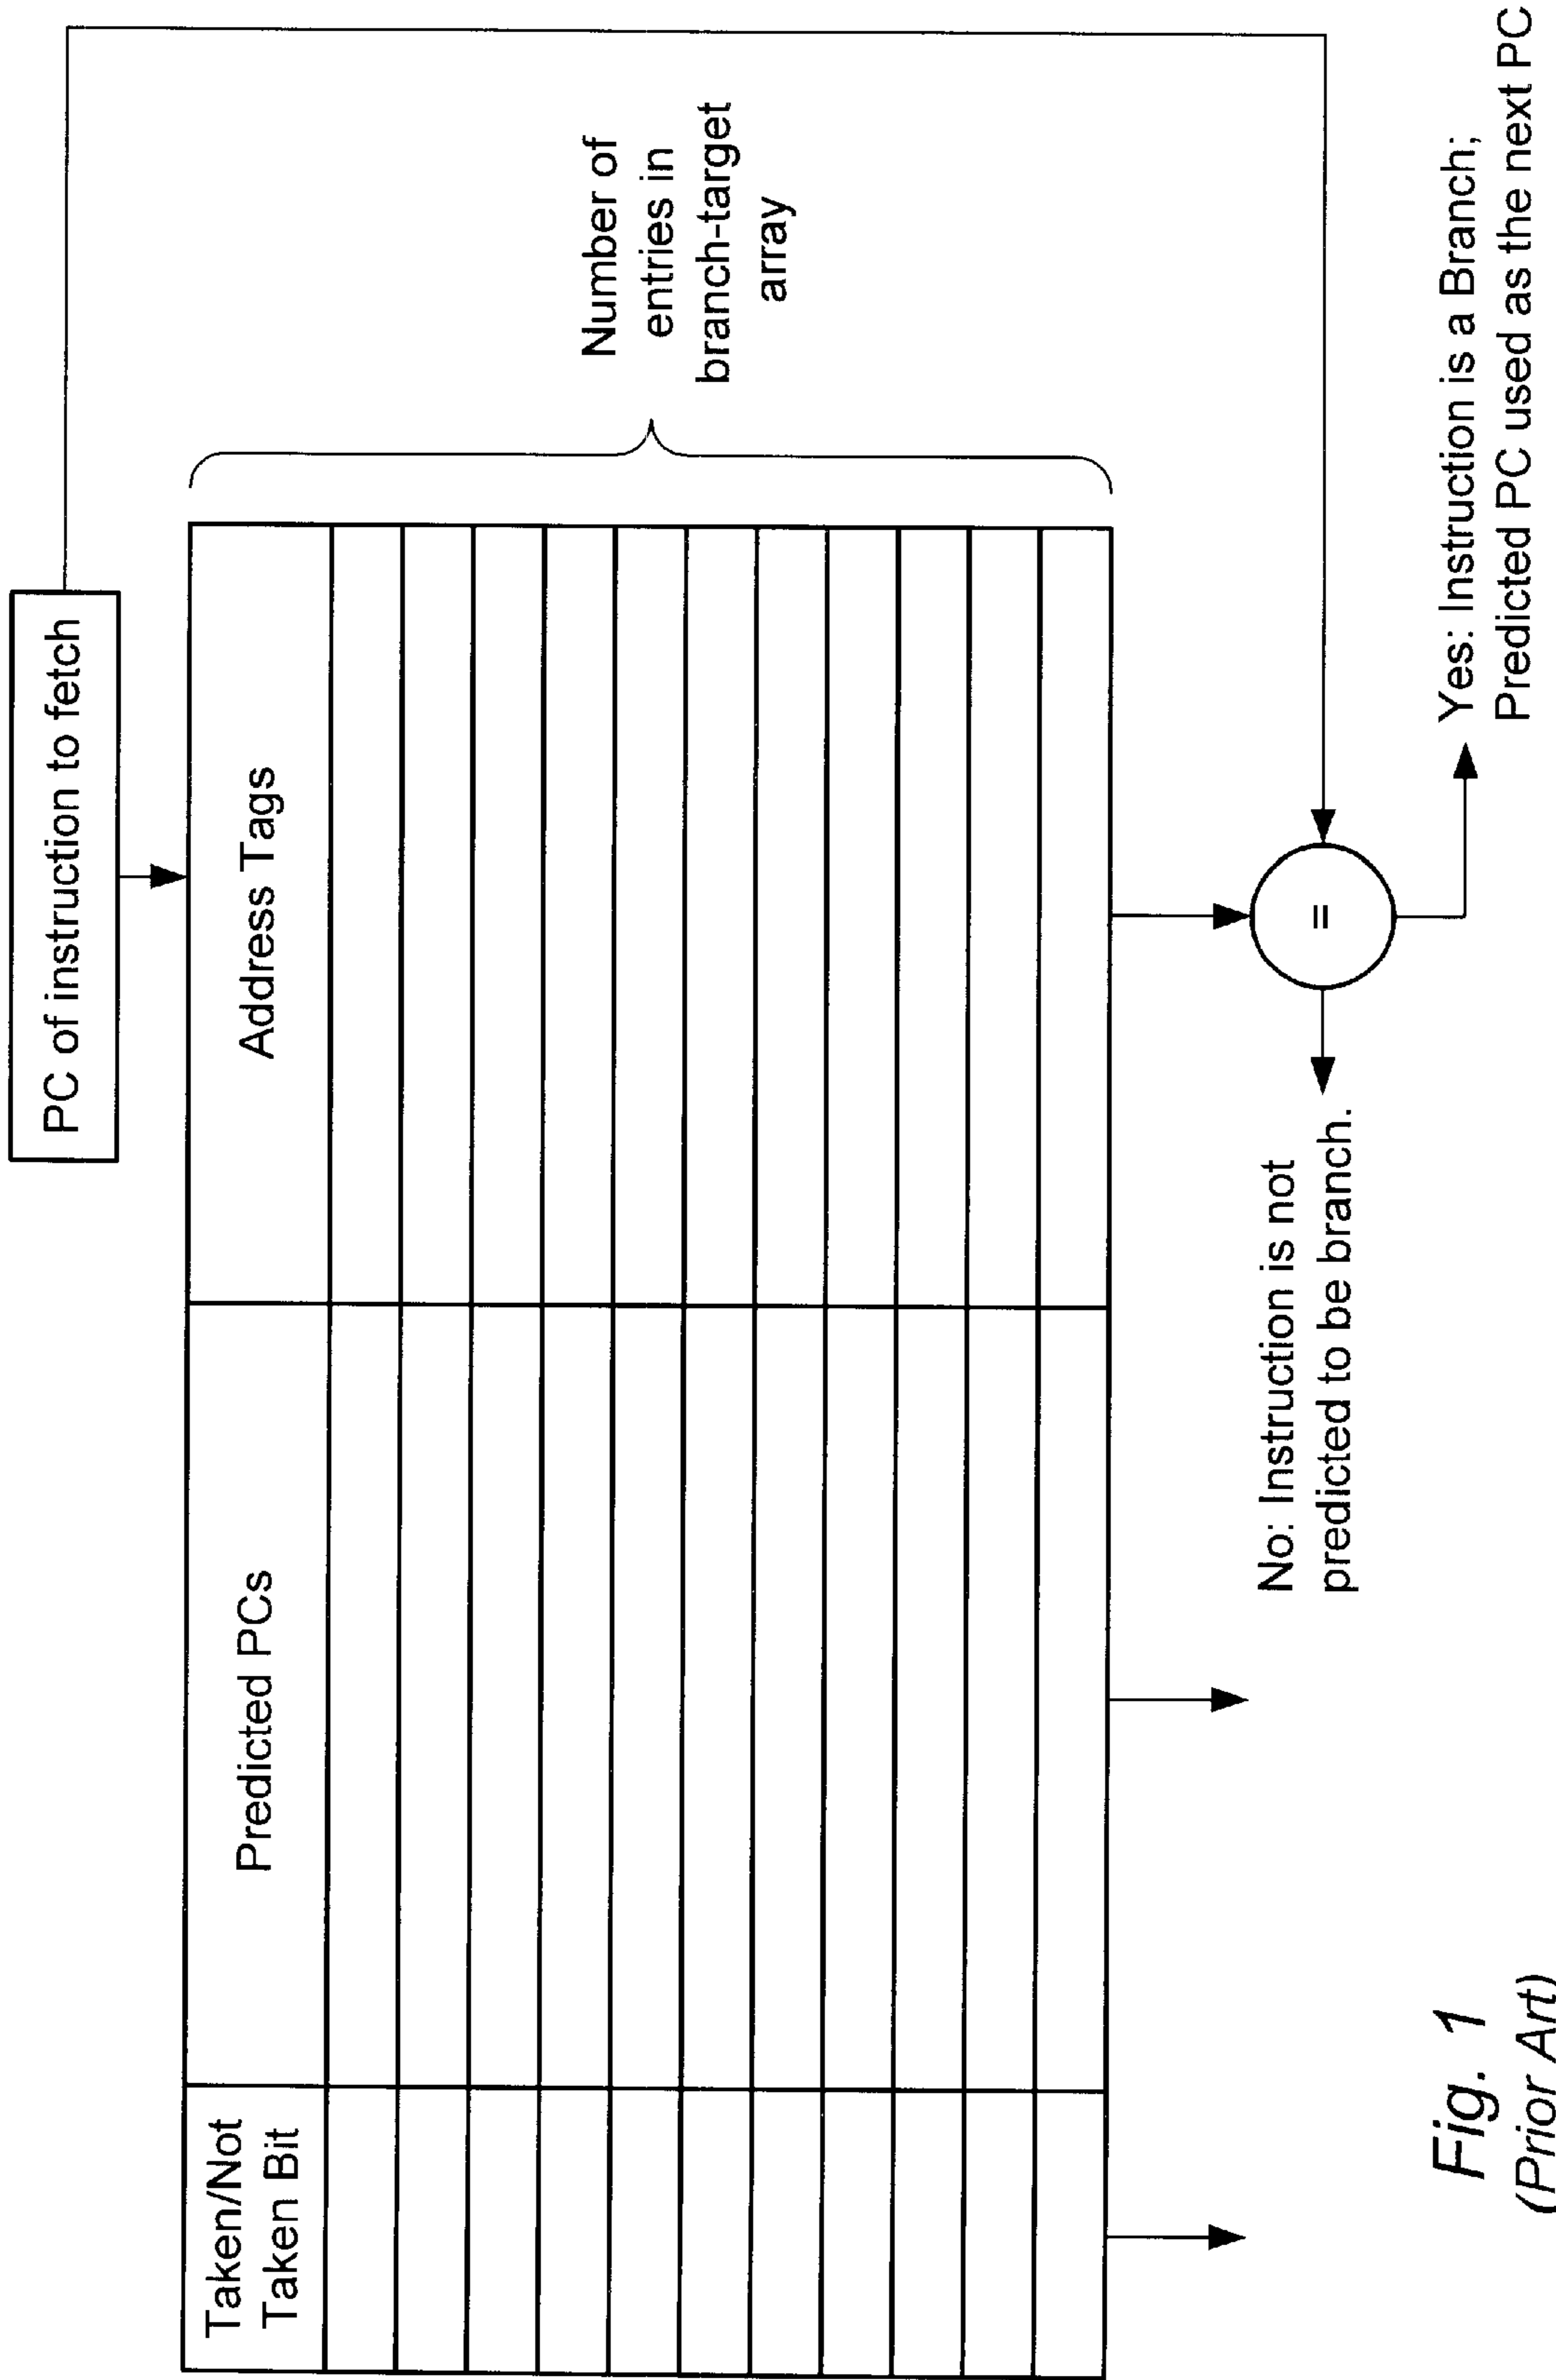 PC of instruction to fetch
Taken/Not
Taken Bit
Predicted PCs
Address Tags
Number of
entries in
branch-target
array
No: Instruction is not
predicted to be branch.
=
Yes: Instruction is a Branch;
Predicted PC used as the next PC
Fig. 1
(Prior Art)